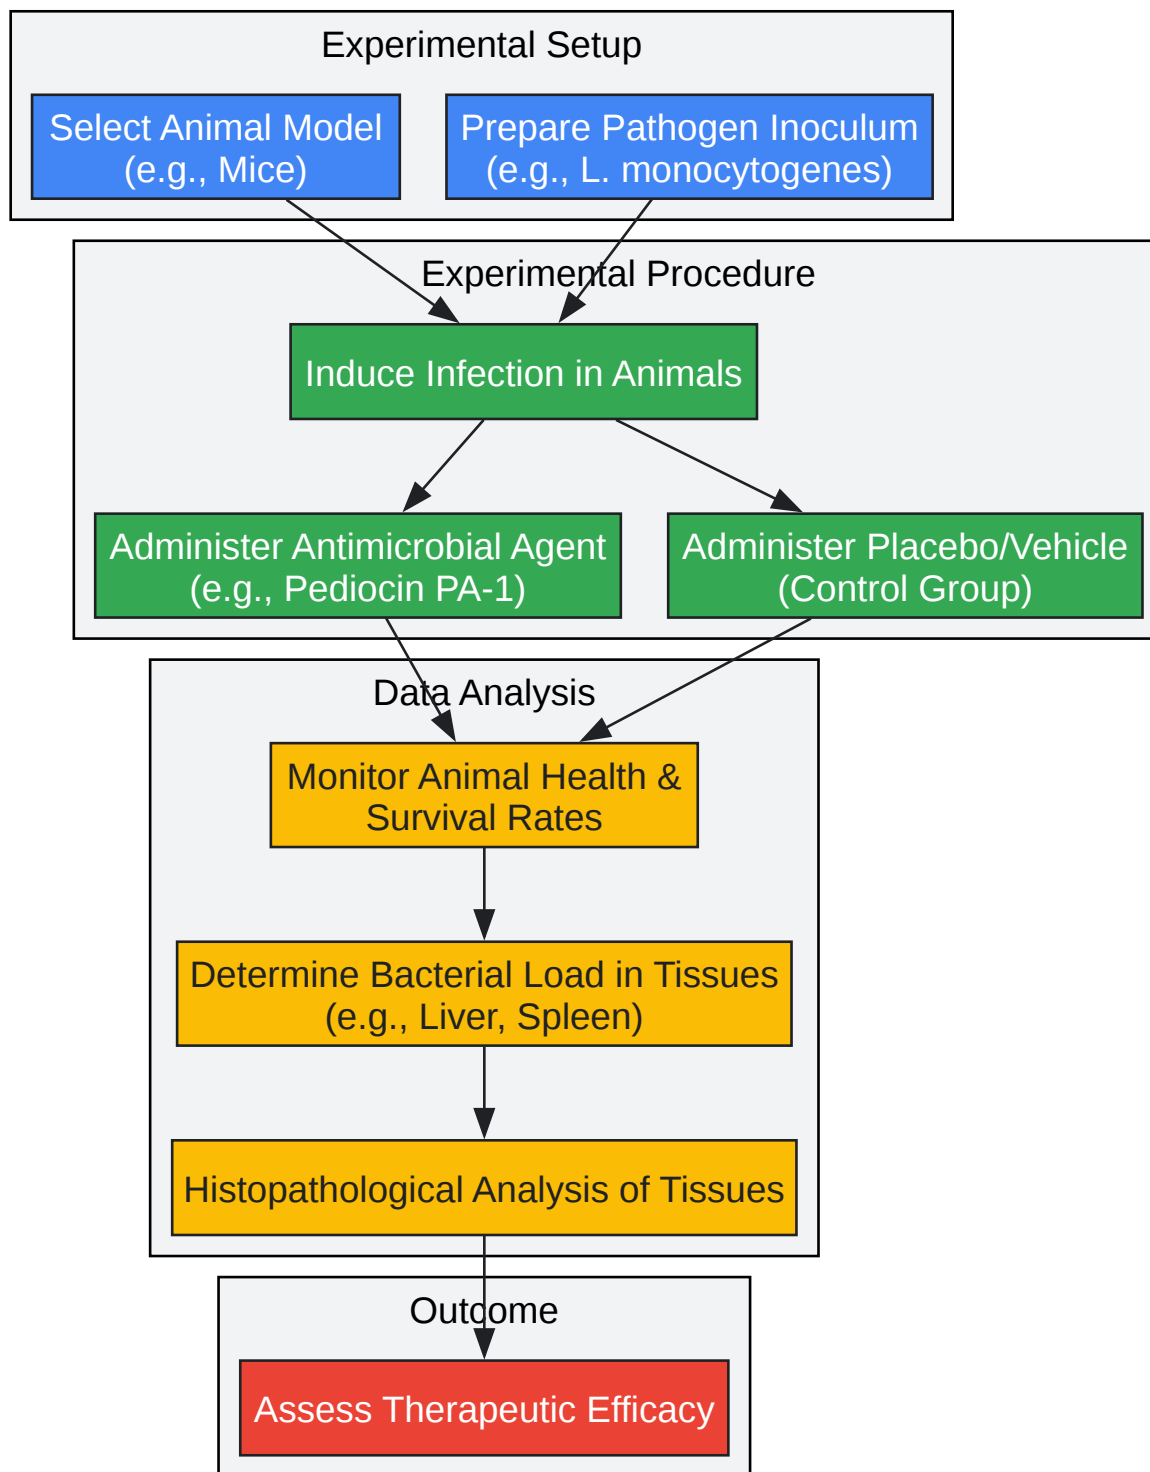 Experimental Setup
Select Animal Model
(e.g., Mice)
Prepare Pathogen Inoculum
(e.g., L. monocytogenes)
Experimental Procedure
Induce Infection in Animals
Administer Antimicrobial Agent
(e.g., Pediocin PA-1)
Administer Placebo/Vehicle
(Control Group)
Data Analysis
Monitor Animal Health &
Survival Rates
Determine Bacterial Load in Tissues
(e.g., Liver, Spleen)
Histopathological Analysis of Tissues
Outcome
Assess Therapeutic Efficacy